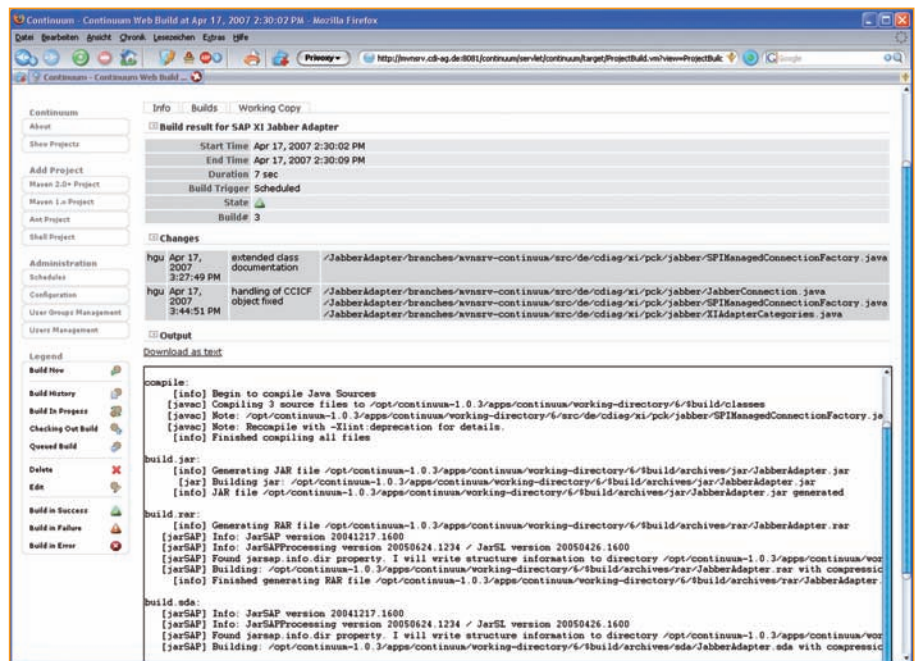 Continuum - Continuum Web Build at Apr 17, 2007 2:30:02 PM - Mozilla Firefox
Datei Bearbeiten Ansicht Chronik Lesezeichen Extras Hilfe
Privoxy http://mvnsrv.cdi-ag.de:8081/continuum/servlet/continuum/target/ProjectBuild.vm?view=ProjectBuilc Google
Continuum - Continuum Web Build ...
Continuum
About
Show Projects
Add Project
Maven 2.0+ Project
Maven 1.x Project
Ant Project
Shell Project
Administration
Schedules
Configuration
User Groups Management
Users Management
Legend
Build Now
Build History
Build In Progess
Checking Out Build
Queued Build
Delete
Edit
Build in Success
Build in Failure
Build in Error
Info Builds Working Copy
Build result for SAP XI Jabber Adapter
Start Time Apr 17, 2007 2:30:02 PM
End Time Apr 17, 2007 2:30:09 PM
Duration 7 sec
Build Trigger Scheduled
State
Build# 3
Changes
hgu Apr 17, 2007 3:27:49 PM extended class documentation /JabberAdapter/branches/mvnsrv-continuum/src/de/cdiag/xi/pck/jabber/SPIManagedConnectionFactory.java
hgu Apr 17, 2007 3:44:51 PM handling of CCICF object fixed /JabberAdapter/branches/mvnsrv-continuum/src/de/cdiag/xi/pck/jabber/JabberConnection.java
/JabberAdapter/branches/mvnsrv-continuum/src/de/cdiag/xi/pck/jabber/SPIManagedConnectionFactory.java
/JabberAdapter/branches/mvnsrv-continuum/src/de/cdiag/xi/pck/jabber/XIAdapterCategories.java
Output
Download as text
compile:
[info] Begin to compile Java Sources
[javac] Compiling 3 source files to /opt/continuum-1.0.3/apps/continuum/working-directory/6/$build/classes
[javac] Note: /opt/continuum-1.0.3/apps/continuum/working-directory/6/src/de/cdiag/xi/pck/jabber/SPIManagedConnectionFactory.ja
[javac] Note: Recompile with -Xlint:deprecation for details.
[info] Finished compiling all files
build.jar:
[info] Generating JAR file /opt/continuum-1.0.3/apps/continuum/working-directory/6/$build/archives/jar/JabberAdapter.jar
[jar] Building jar: /opt/continuum-1.0.3/apps/continuum/working-directory/6/$build/archives/jar/JabberAdapter.jar
[info] JAR file /opt/continuum-1.0.3/apps/continuum/working-directory/6/$build/archives/jar/JabberAdapter.jar generated
build.rar:
[info] Generating RAR file /opt/continuum-1.0.3/apps/continuum/working-directory/6/$build/archives/rar/JabberAdapter.rar
[jarSAP] Info: JarSAP version 20041217.1600
[jarSAP] Info: JarSAPProcessing version 20050624.1234 / JarSL version 20050426.1600
[jarSAP] Found jarsap.info.dir property. I will write structure information to directory /opt/continuum-1.0.3/apps/continuum/wor
[jarSAP] Building: /opt/continuum-1.0.3/apps/continuum/working-directory/6/$build/archives/rar/JabberAdapter.rar with compressic
[info] Finished generating RAR file /opt/continuum-1.0.3/apps/continuum/working-directory/6/$build/archives/rar/JabberAdapter.
build.sda:
[jarSAP] Info: JarSAP version 20041217.1600
[jarSAP] Info: JarSAPProcessing version 20050624.1234 / JarSL version 20050426.1600
[jarSAP] Found jarsap.info.dir property. I will write structure information to directory /opt/continuum-1.0.3/apps/continuum/wor
[jarSAP] Building: /opt/continuum-1.0.3/apps/continuum/working-directory/6/$build/archives/sda/JabberAdapter.sda with compressic